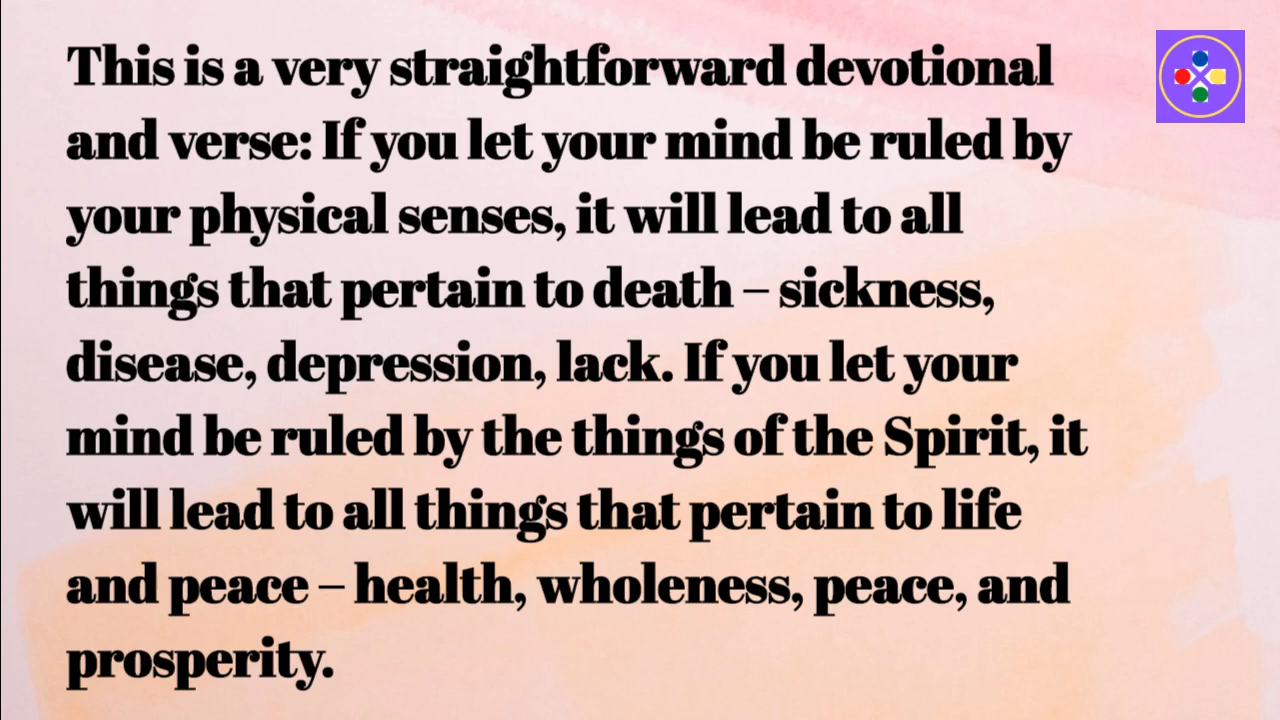 This is a very straightforward devotional
and verse: If you let your mind be ruled by
your physical senses, it will lead to all
things that pertain to death – sickness,
disease, depression, lack. If you let your
mind be ruled by the things of the Spirit, it
will lead to all things that pertain to life
and peace – health, wholeness, peace, and
prosperity.